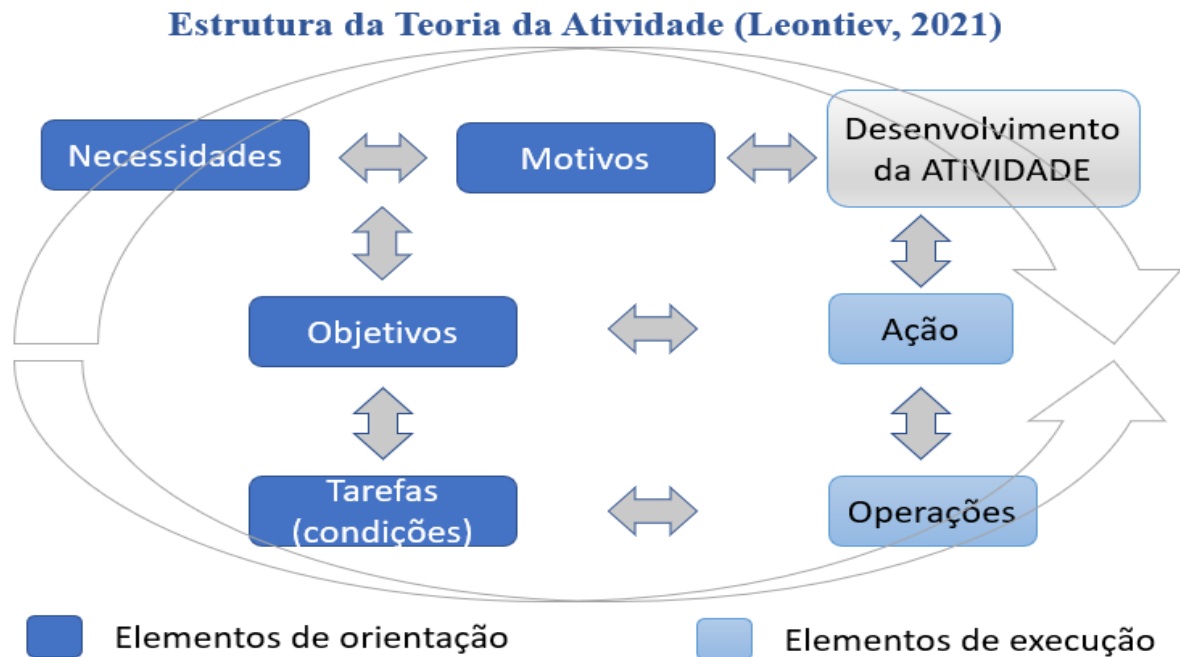 Estrutura da Teoria da Atividade (Leontiev, 2021)
Necessidades
Motivos
Desenvolvimento
da ATIVIDADE
Objetivos
Ação
Tarefas
(condições)
Operações
Elementos de orientação
Elementos de execução